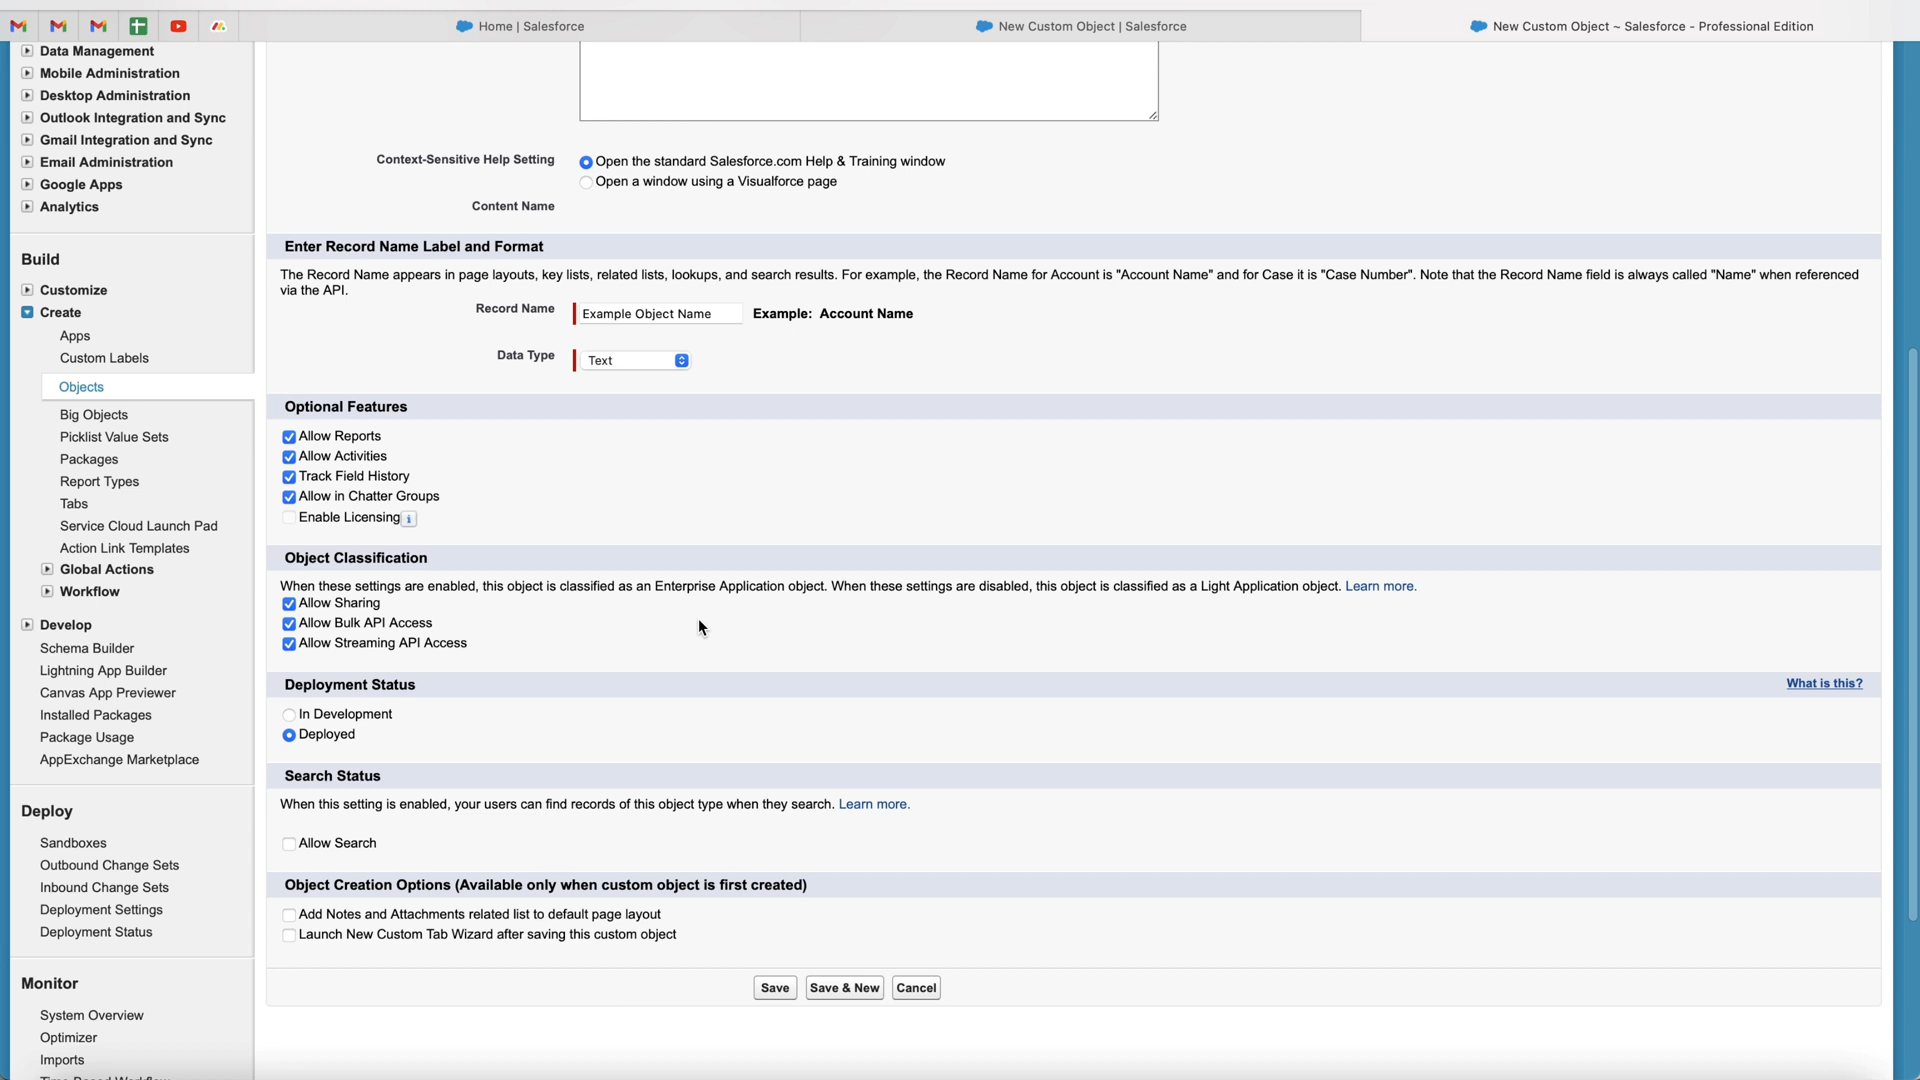 Home | Salesforce
New Custom Object | Salesforce
New Custom Object ~ Salesforce - Professional Edition
Data Management
Mobile Administration
Desktop Administration
Outlook Integration and Sync
Gmail Integration and Sync
Email Administration
Google Apps
Analytics
Build
Customize
Create
Apps
Custom Labels
Objects
Big Objects
Picklist Value Sets
Packages
Report Types
Tabs
Service Cloud Launch Pad
Action Link Templates
Global Actions
Workflow
Develop
Schema Builder
Lightning App Builder
Canvas App Previewer
Installed Packages
Package Usage
AppExchange Marketplace
Deploy
Sandboxes
Outbound Change Sets
Inbound Change Sets
Deployment Settings
Deployment Status
Monitor
System Overview
Optimizer
Imports
Context-Sensitive Help Setting
Open the standard Salesforce.com Help & Training window
Open a window using a Visualforce page
Content Name
Enter Record Name Label and Format
The Record Name appears in page layouts, key lists, related lists, lookups, and search results. For example, the Record Name for Account is "Account Name" and for Case it is "Case Number". Note that the Record Name field is always called "Name" when referenced
via the API.
Record Name Example Object Name Example: Account Name
Data Type Text
Optional Features
Allow Reports
Allow Activities
Track Field History
Allow in Chatter Groups
Enable Licensing i
Object Classification
When these settings are enabled, this object is classified as an Enterprise Application object. When these settings are disabled, this object is classified as a Light Application object. Learn more.
Allow Sharing
Allow Bulk API Access
Allow Streaming API Access
Deployment Status What is this?
In Development
Deployed
Search Status
When this setting is enabled, your users can find records of this object type when they search. Learn more.
Allow Search
Object Creation Options (Available only when custom object is first created)
Add Notes and Attachments related list to default page layout
Launch New Custom Tab Wizard after saving this custom object
Save Save & New Cancel